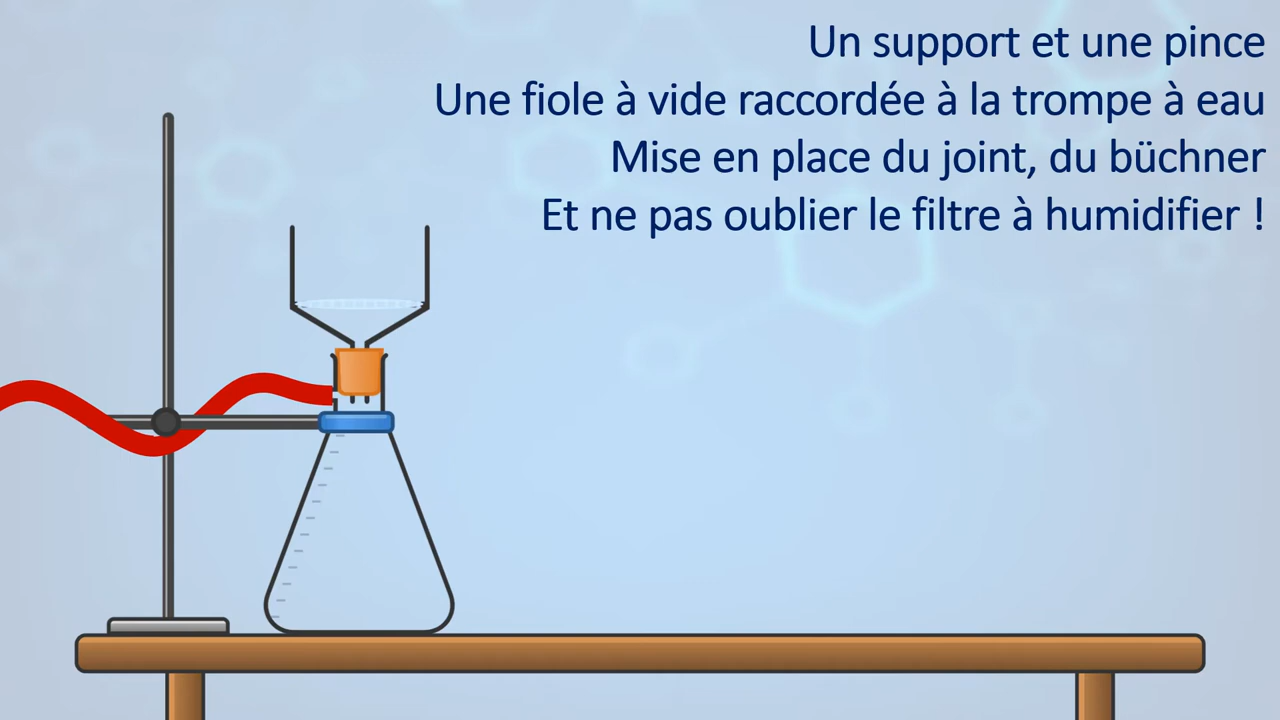 Un support et une pince
Une fiole à vide raccordée à la trompe à eau
Mise en place du joint, du büchner
Et ne pas oublier le filtre à humidifier !